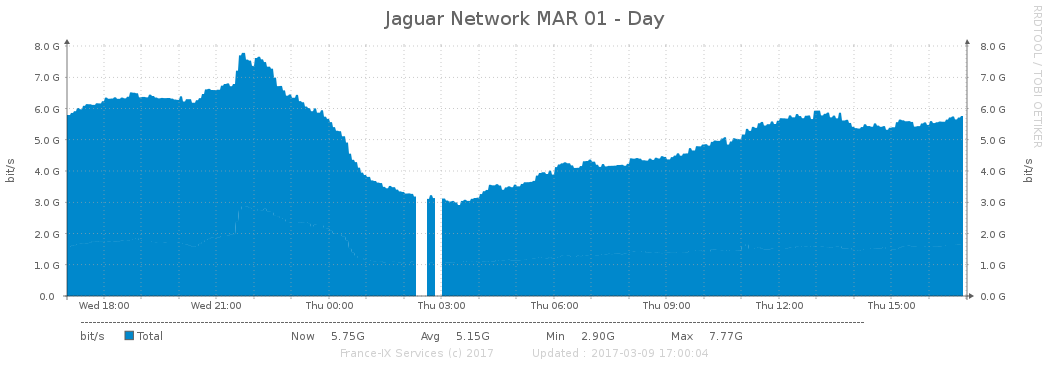 Jaguar Network MAR 01 - Day
RRDTOOL / TOBI OETIKER
8.0 G 8.0 G
7.0 G 7.0 G
6.0 G 6.0 G
5.0 G 5.0 G
4.0 G 4.0 G
3.0 G 3.0 G
2.0 G 2.0 G
1.0 G 1.0 G
0.0 0.0 G
bit/s
bit/s
Wed 18:00 Wed 21:00 Thu 00:00 Thu 03:00 Thu 06:00 Thu 09:00 Thu 12:00 Thu 15:00
bit/s Total Now 5.75G Avg 5.15G Min 2.90G Max 7.77G
France-IX Services (c) 2017 Updated : 2017-03-09 17:00:04